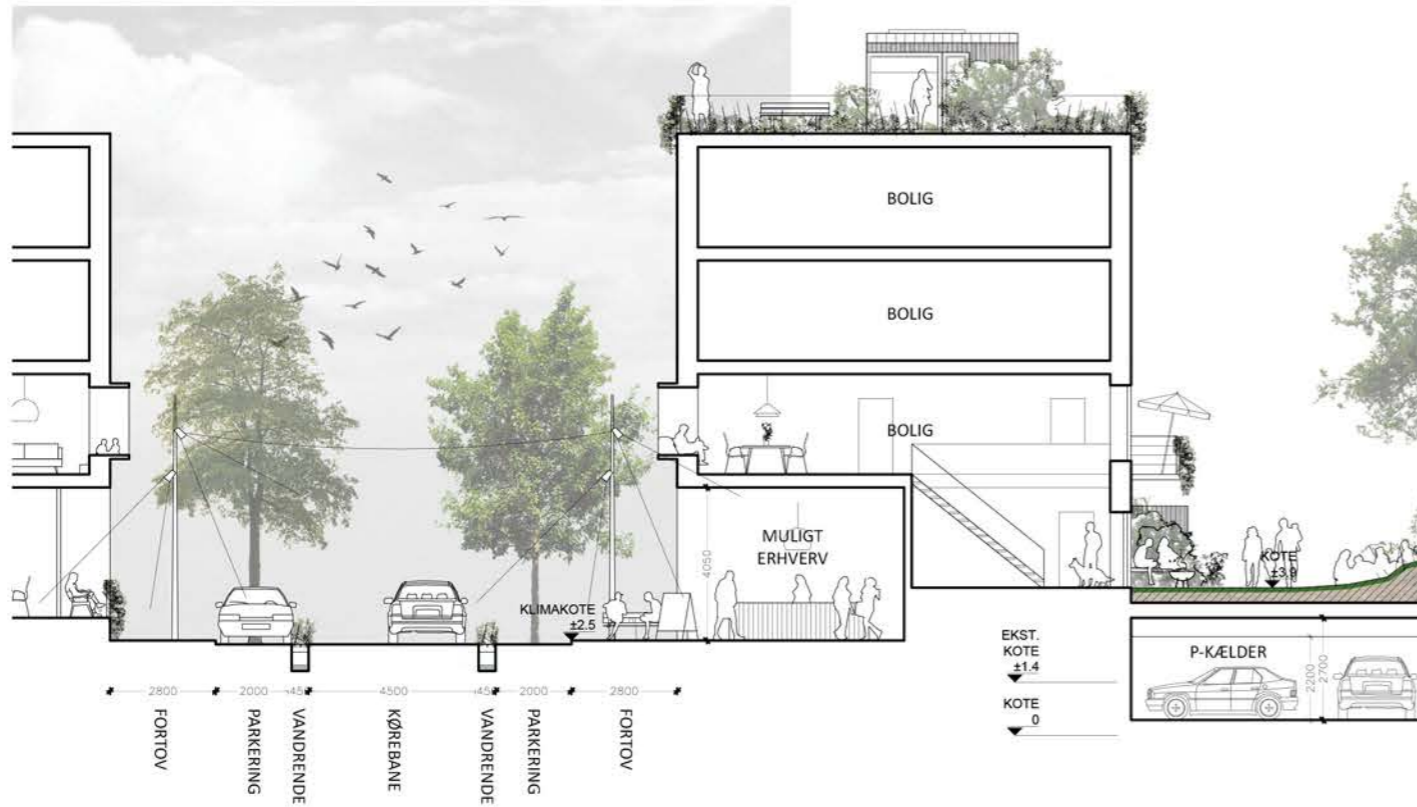 BOLIG
BOLIG
BOLIG
MULIGT
ERHVERV
4050
KLIMAKOTE
±2.5
KOTE
±3.9
EKST.
KOTE
±1.4
KOTE
0
P-KÆLDER
2200
2700
2800
2000
450
4500
450
2000
2800
FORTOV
PARKERING
VANDRENDE
KØREBANE
VANDRENDE
PARKERING
FORTOV